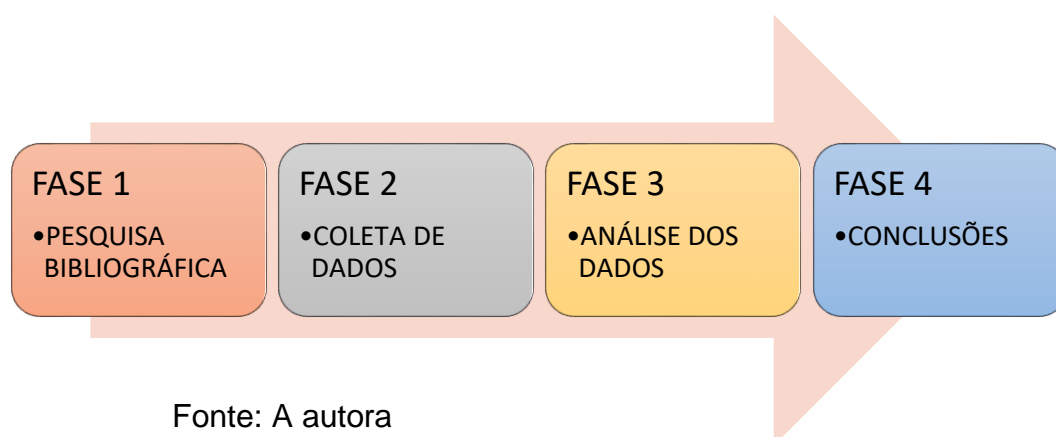 FASE 1
•PESQUISA
BIBLIOGRÁFICA
FASE 2
•COLETA DE
DADOS
FASE 3
•ANÁLISE DOS
DADOS
FASE 4
•CONCLUSÕES
Fonte: A autora